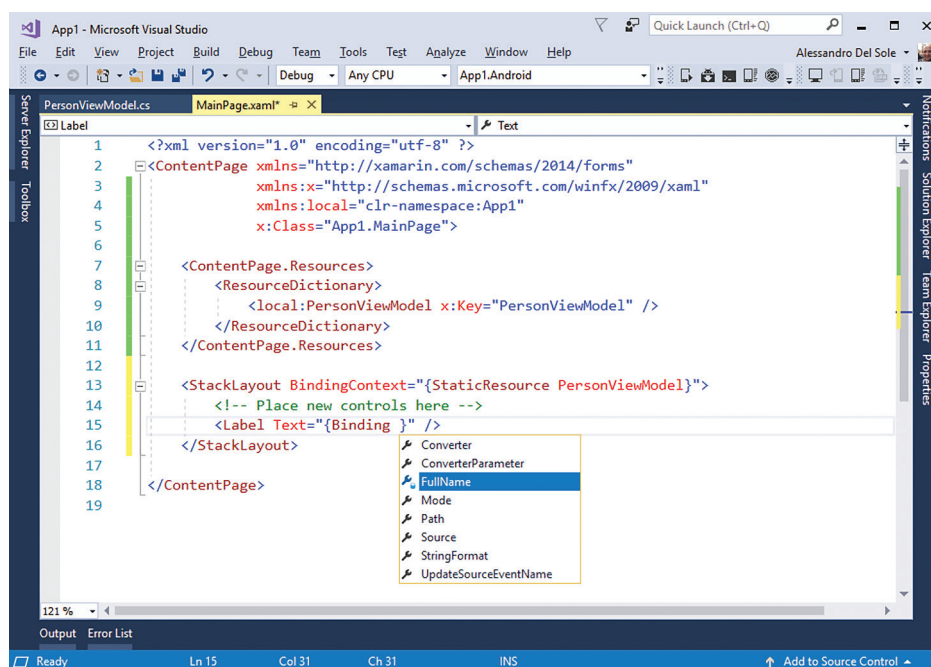 App1 - Microsoft Visual Studio
Quick Launch (Ctrl+Q)
File Edit View Project Build Debug Team Tools Test Analyze Window Help
Alessandro Del Sole
Debug Any CPU App1.Android
PersonViewModel.cs MainPage.xaml*
Label Text
1 <?xml version="1.0" encoding="utf-8" ?>
2 <ContentPage xmlns="http://xamarin.com/schemas/2014/forms"
3 xmlns:x="http://schemas.microsoft.com/winfx/2009/xaml"
4 xmlns:local="clr-namespace:App1"
5 x:Class="App1.MainPage">
6
7 <ContentPage.Resources>
8 <ResourceDictionary>
9 <local:PersonViewModel x:Key="PersonViewModel" />
10 </ResourceDictionary>
11 </ContentPage.Resources>
12
13 <StackLayout BindingContext="{StaticResource PersonViewModel}">
14 <!-- Place new controls here -->
15 <Label Text="{Binding }" />
16 </StackLayout>
17
18 </ContentPage>
19
Converter
ConverterParameter
FullName
Mode
Path
Source
StringFormat
UpdateSourceEventName
Server Explorer
Toolbox
Notifications
Solution Explorer
Team Explorer
Properties
121 %
Output Error List
Ready Ln 15 Col 31 Ch 31 INS Add to Source Control